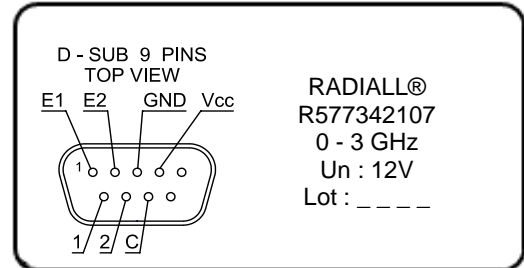 D - SUB 9 PINS
TOP VIEW
E1 E2 GND Vcc
1
1 2 C
RADIALL®
R577342107
0 - 3 GHz
Un : 12V
Lot : _ _ _ _